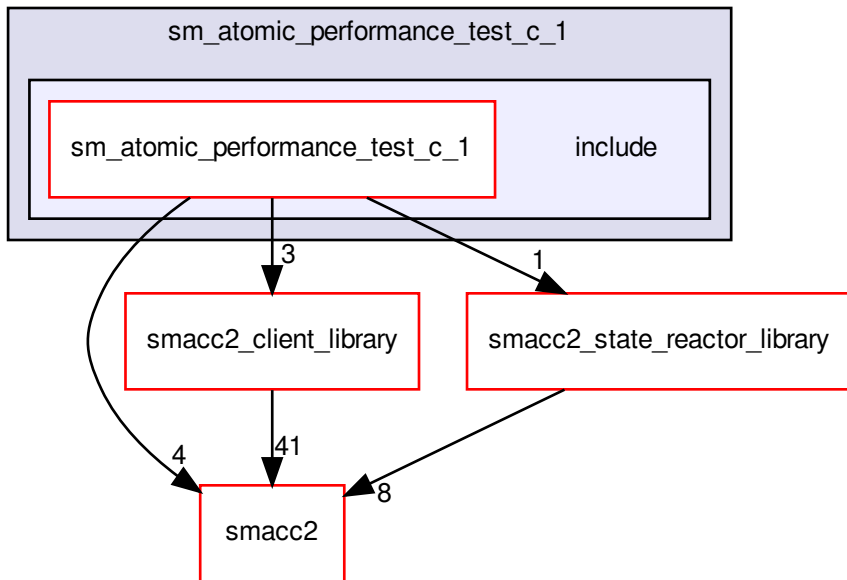 sm_atomic_performance_test_c_1
sm_atomic_performance_test_c_1
include
3
1
smacc2_client_library
smacc2_state_reactor_library
4
41
8
smacc2